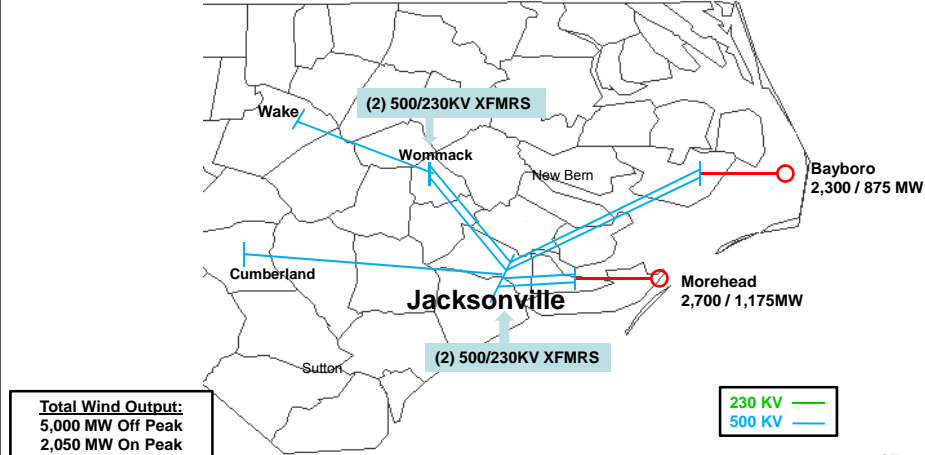 (2) 500/230KV XFMRS
Wake
Wommack
New Bern
Bayboro
2,300 / 875 MW
Cumberland
Morehead
2,700 / 1,175MW
Jacksonville
(2) 500/230KV XFMRS
Sutton
Total Wind Output:
5,000 MW Off Peak
2,050 MW On Peak
230 KV
500 KV